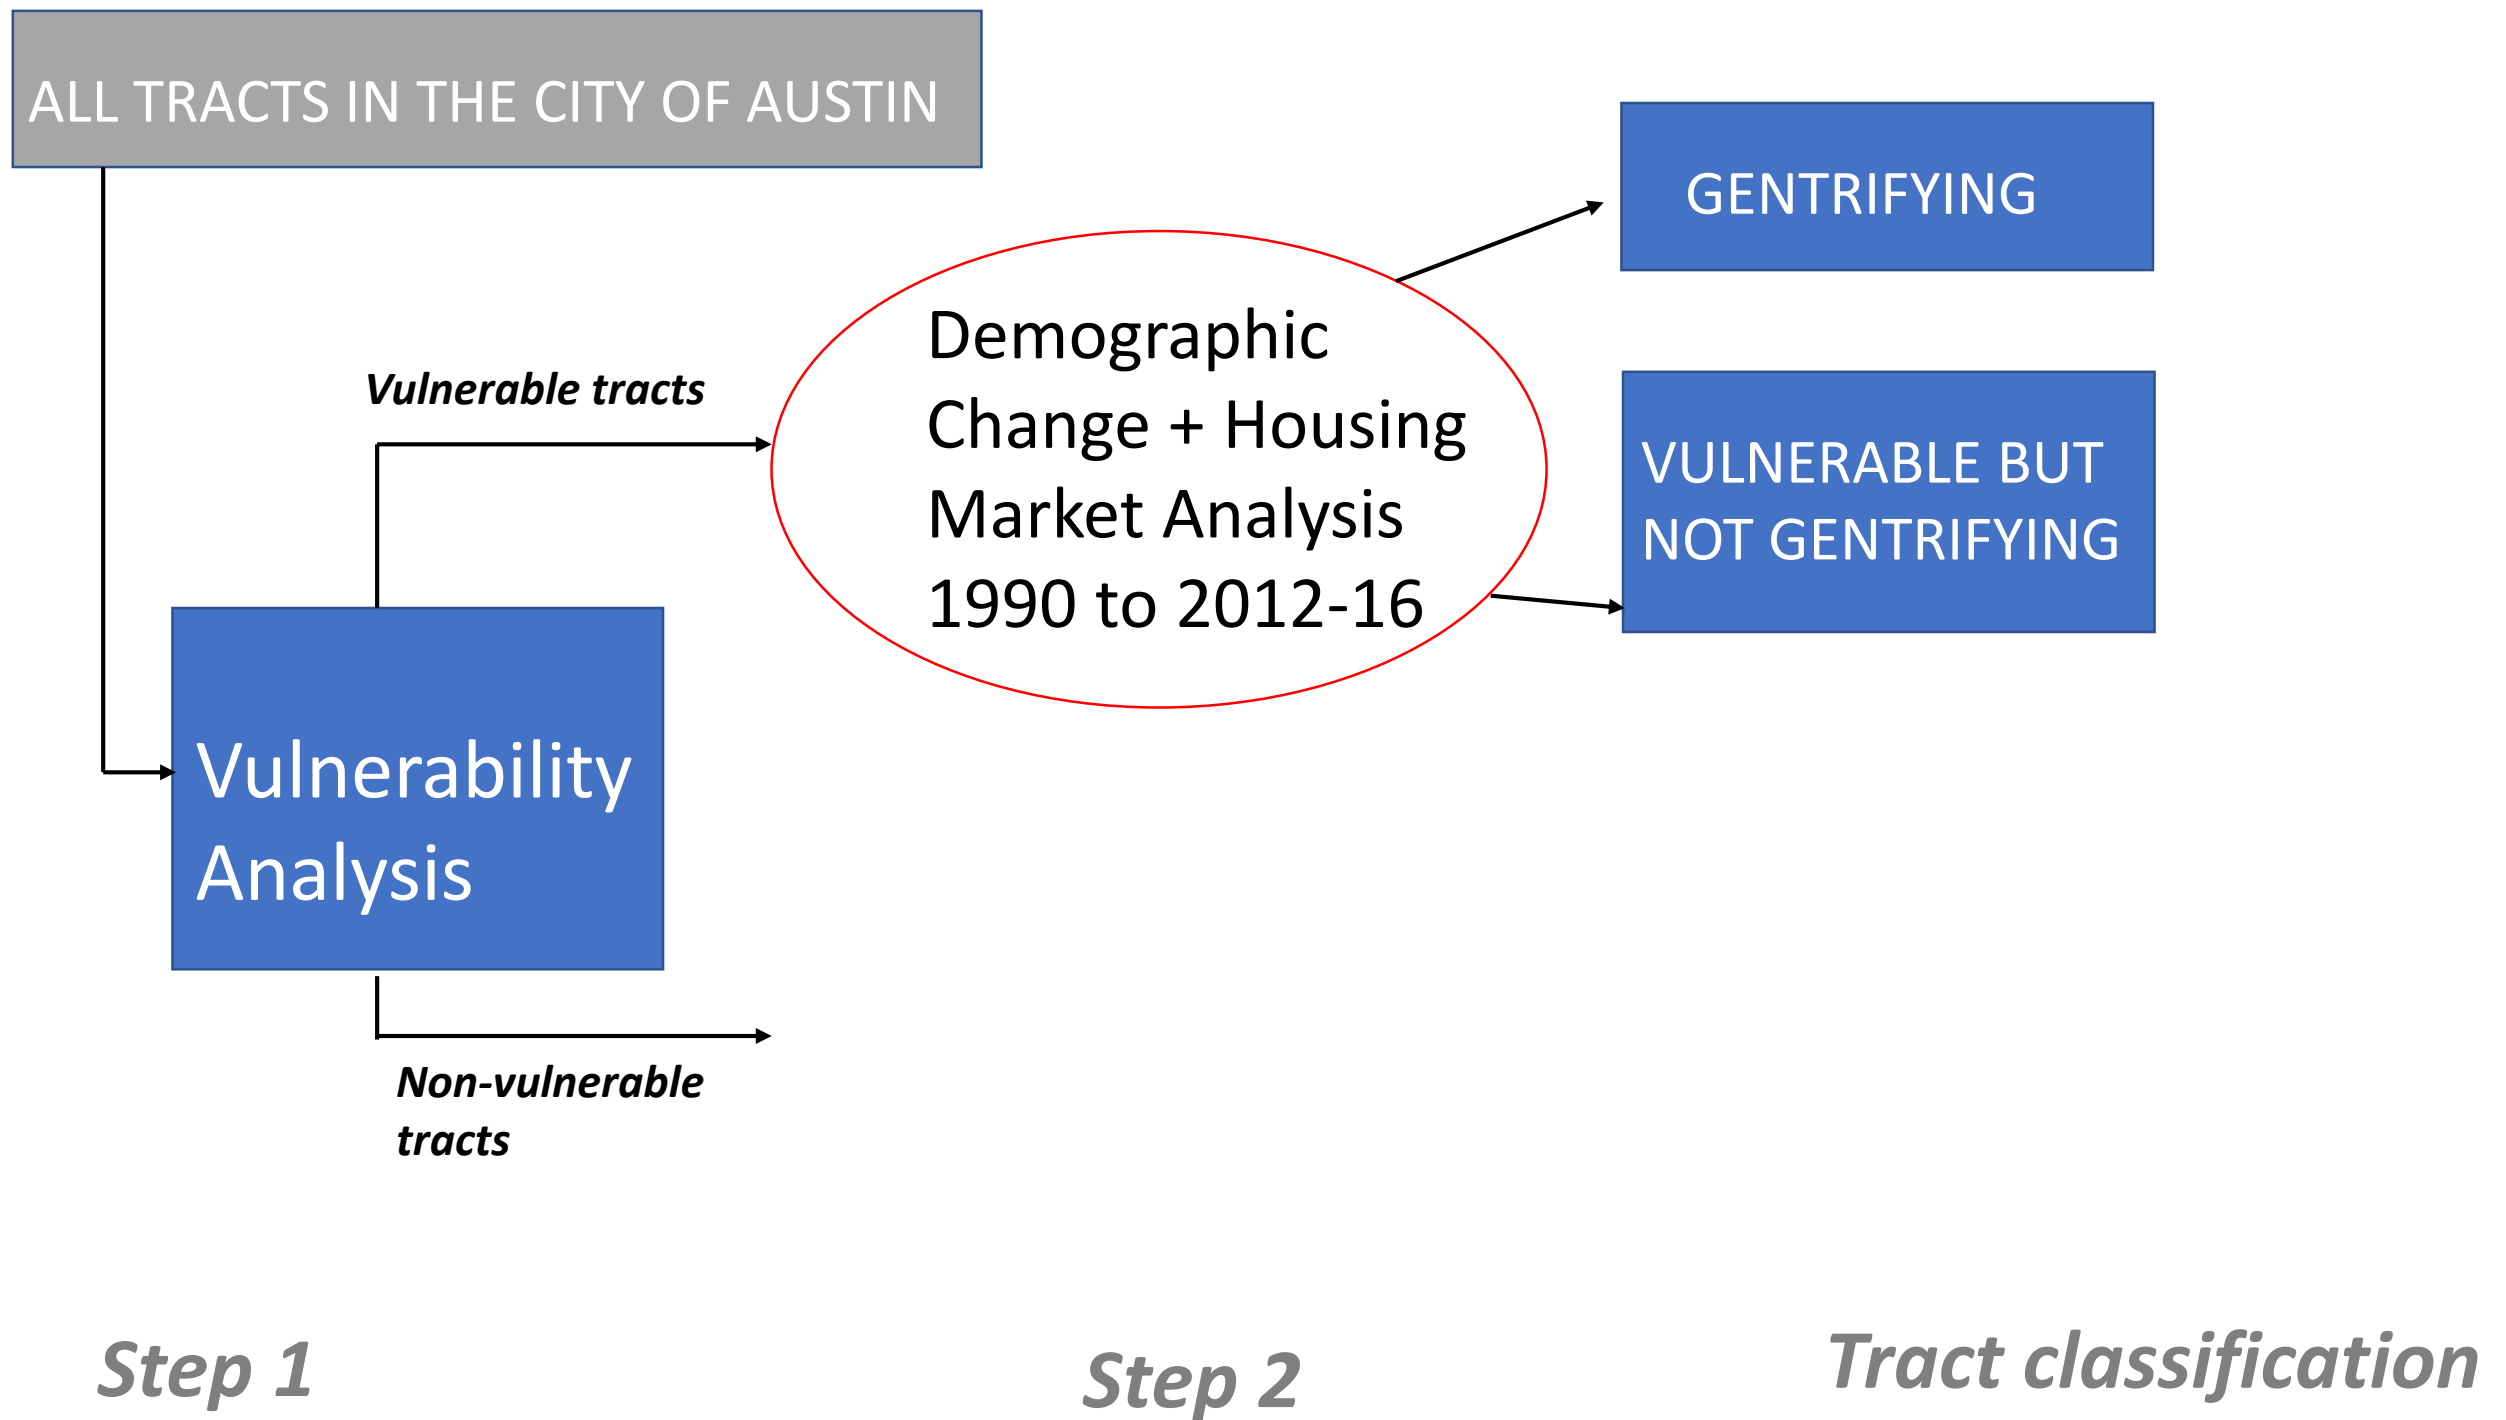 ALL TRACTS IN THE CITY OF AUSTIN
GENTRIFYING
Demographic
Change + Housing
Market Analysis
1990 to 2012-16
Vulnerable tracts
VULNERABLE BUT
NOT GENTRIFYING
Vulnerability
Analysis
Non-vulnerable
tracts
Step 1
Step 2
Tract classification